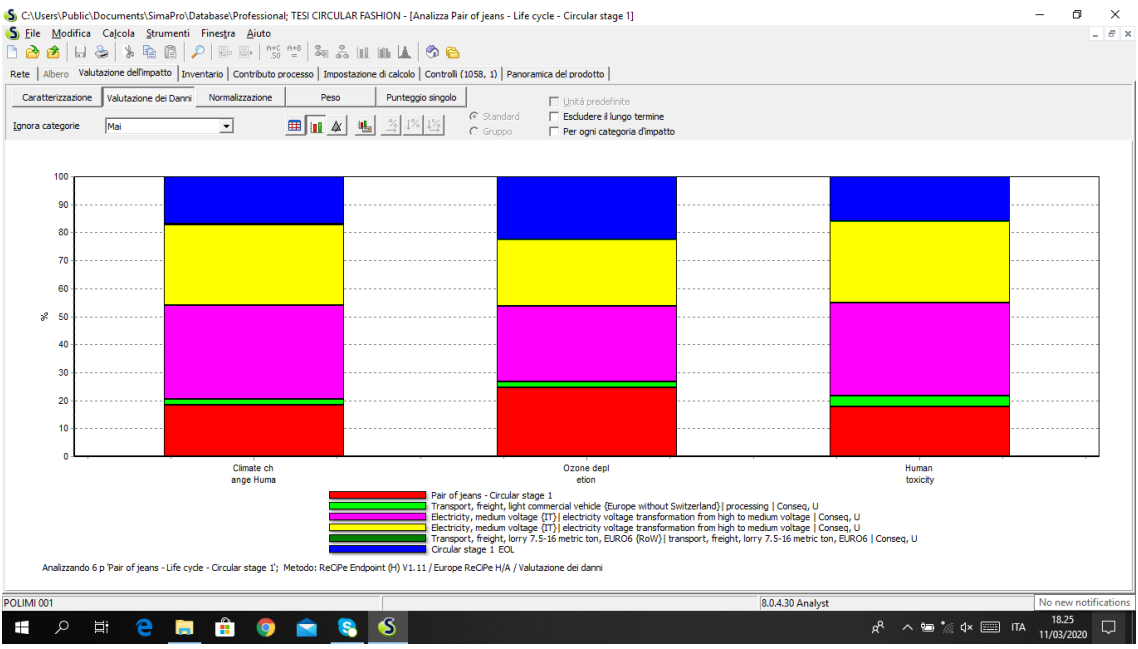 C:\Users\Public\Documents\SimaPro\Database\Professional; TESI CIRCULAR FASHION - [Analizza Pair of jeans - Life cycle - Circular stage 1]
File Modifica Calcola Strumenti Finestra Aiuto
Rete Albero Valutazione dell'impatto Inventario Contributo processo Impostazione di calcolo Controlli (1058, 1) Panoramica del prodotto
Caratterizzazione Valutazione dei Danni Normalizzazione Peso Punteggio singolo
Unità predefinite
Ignora categorie Mai Standard Escludere il lungo termine
Gruppo Per ogni categoria d'impatto
100
90
80
70
60
% 50
40
30
20
10
0
Climate ch Ozone depl Human
ange Huma etion toxicity
Pair of jeans - Circular stage 1
Transport, freight, light commercial vehicle {Europe without Switzerland}| processing | Conseq, U
Electricity, medium voltage {IT}| electricity voltage transformation from high to medium voltage | Conseq, U
Electricity, medium voltage {IT}| electricity voltage transformation from high to medium voltage | Conseq, U
Transport, freight, lorry 7.5-16 metric ton, EURO6 {RoW}| transport, freight, lorry 7.5-16 metric ton, EURO6 | Conseq, U
Circular stage 1 EOL
Analizzando 6 p 'Pair of jeans - Life cycle - Circular stage 1'; Metodo: ReCiPe Endpoint (H) V1.11 / Europe ReCiPe H/A / Valutazione dei danni
POLIMI 001 8.0.4.30 Analyst No new notifications
ITA 18.25
11/03/2020